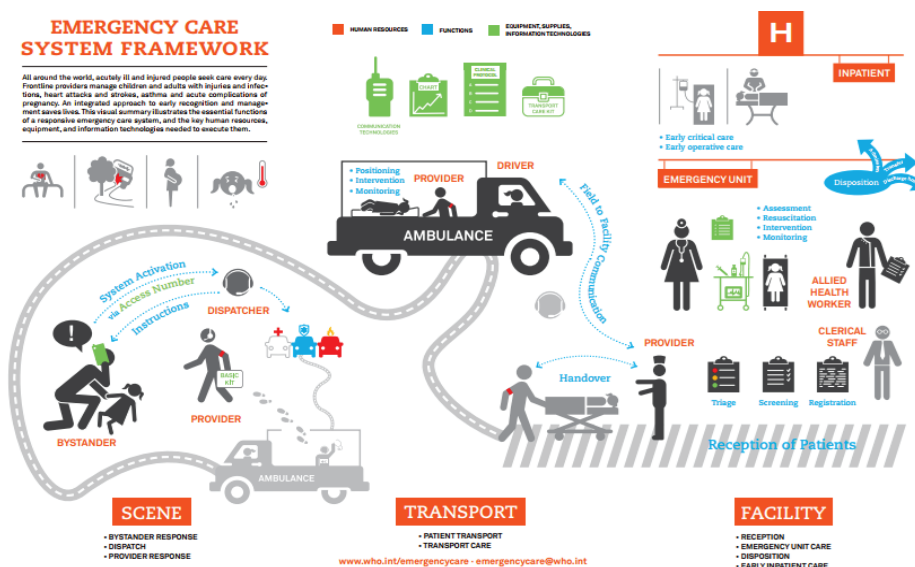 EMERGENCY CARE
SYSTEM FRAMEWORK
All around the world, acutely ill and injured people seek care every day.
Frontline providers manage children and adults with injuries and infec-
tions, heart attacks and strokes, asthma and acute complications of
pregnancy. An integrated approach to early recognition and manage-
ment saves lives. This visual summary illustrates the essential functions
of a responsive emergency care system, and the key human resources,
equipment, and information technologies needed to execute them.
HUMAN RESOURCES
FUNCTIONS
EQUIPMENT, SUPPLIES,
INFORMATION TECHNOLOGIES
COMMUNICATION
TECHNOLOGIES
CHART
CLINICAL
PROTOCOL
TRANSPORT
CARE KIT
H
INPATIENT
• Early critical care
• Early operative care
EMERGENCY UNIT
Disposition
• Assessment
• Resuscitation
• Intervention
• Monitoring
ALLIED
HEALTH
WORKER
CLERICAL
STAFF
• Positioning
• Intervention
• Monitoring
PROVIDER
DRIVER
AMBULANCE
Field to Facility Communication
System Activation
via Access Number
Instructions
DISPATCHER
!
BYSTANDER
BASIC
KIT
PROVIDER
AMBULANCE
PROVIDER
Handover
Triage
Screening
Registration
Reception of Patients
SCENE
• BYSTANDER RESPONSE
• DISPATCH
• PROVIDER RESPONSE
TRANSPORT
• PATIENT TRANSPORT
• TRANSPORT CARE
www.who.int/emergencycare - emergencycare@who.int
FACILITY
• RECEPTION
• EMERGENCY UNIT CARE
• DISPOSITION
• EARLY INPATIENT CARE